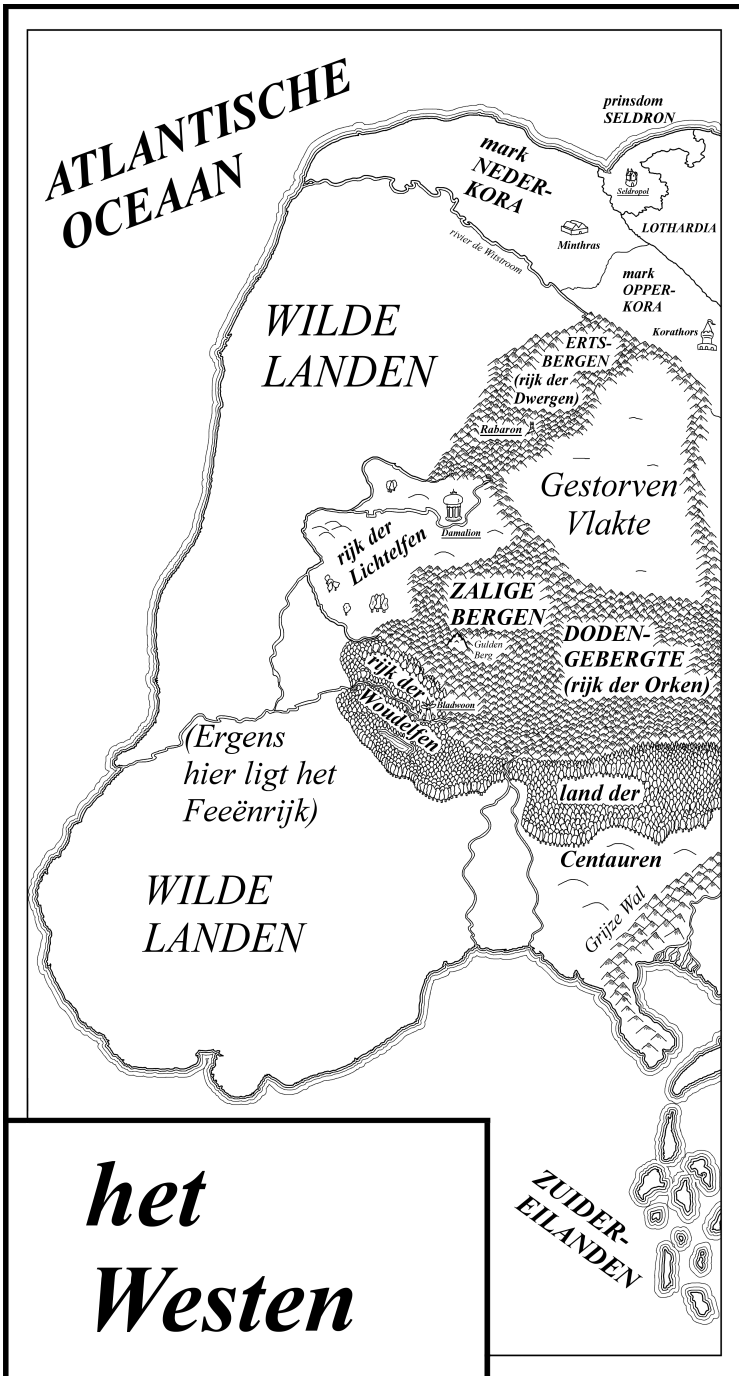 ATLANTISCHE
OCEAAN
prinsdom
SELDRON
mark
NEDER-
KORA
Seldropol
LOTHARDIA
Minthras
rivier de Witstroom
mark
OPPER-
KORA
Korathors
WILDE
LANDEN
ERTS-
BERGEN
(rijk der
Dwergen)
Rabaron
Gestorven
Vlakte
Damalion
rijk der
Lichtelfen
ZALIGE
BERGEN
Gulden
Berg
DODEN-
GEBERGTE
(rijk der Orken)
rijk der
Woudelfen
Bladwoon
(Ergens
hier ligt het
Feeënrijk)
land der
Centauren
WILDE
LANDEN
Grijze Wal
ZUIDER-
EILANDEN
het
Westen